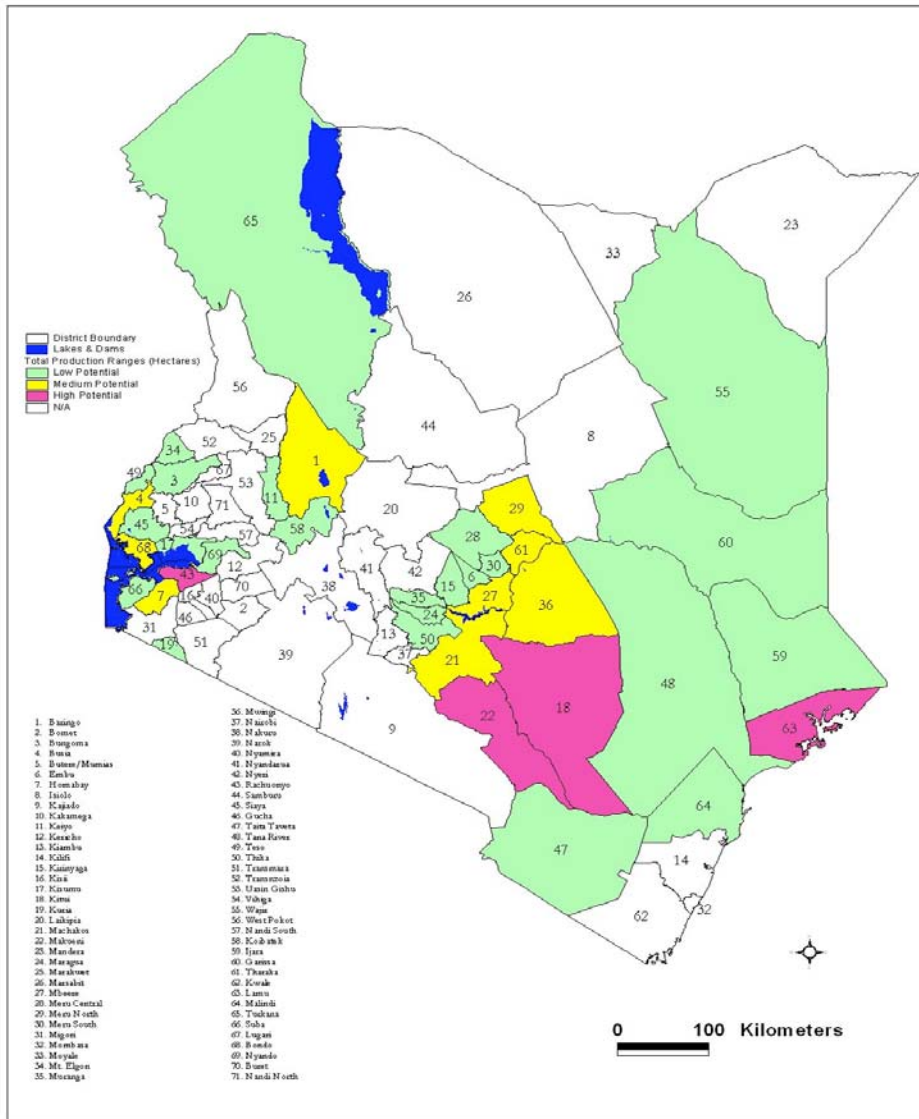 65
23
33
26
District Boundary
Lakes & Dams
Total Production Ranges (Hectares)
Low Potential
Medium Potential
High Potential
N/A
55
56
44
8
52
25
34
1
49
67
3
53
11
4
10
71
5
20
29
45
58
28
54
57
60
68
17
61
69
12
41
42
30
6
43
15
66
38
27
36
7
16
40
70
35
2
24
46
31
13
50
51
19
37
39
21
48
59
18
22
63
9
64
47
14
32
62
1. Baringo
2. Bomet
3. Bungoma
4. Busia
5. Butere/Mumias
6. Embu
7. Homabay
8. Isiolo
9. Kajiado
10. Kakamega
11. Keiyo
12. Kericho
13. Kiambu
14. Kilifi
15. Kirinyaga
16. Kisii
17. Kisumu
18. Kitui
19. Kuria
20. Laikipia
21. Machakos
22. Makueni
23. Mandera
24. Maragua
25. Marakwet
26. Marsabit
27. Mbeere
28. Meru Central
29. Meru North
30. Meru South
31. Migori
32. Mombasa
33. Moyale
34. Mt. Elgon
35. Muranga
36. Mwingi
37. Nairobi
38. Nakuru
39. Narok
40. Nyamira
41. Nyandarua
42. Nyeri
43. Rachuonyo
44. Samburu
45. Siaya
46. Gucha
47. Taita Taveta
48. Tana River
49. Teso
50. Thika
51. Transmara
52. Transnzoia
53. Uasin Gishu
54. Vihiga
55. Wajir
56. West Pokot
57. Nandi South
58. Koibatek
59. Ijara
60. Garissa
61. Tharaka
62. Kwale
63. Lamu
64. Malindi
65. Turkana
66. Suba
67. Lugari
68. Bondo
69. Nyando
70. Buret
71. Nandi North
0 100 Kilometers